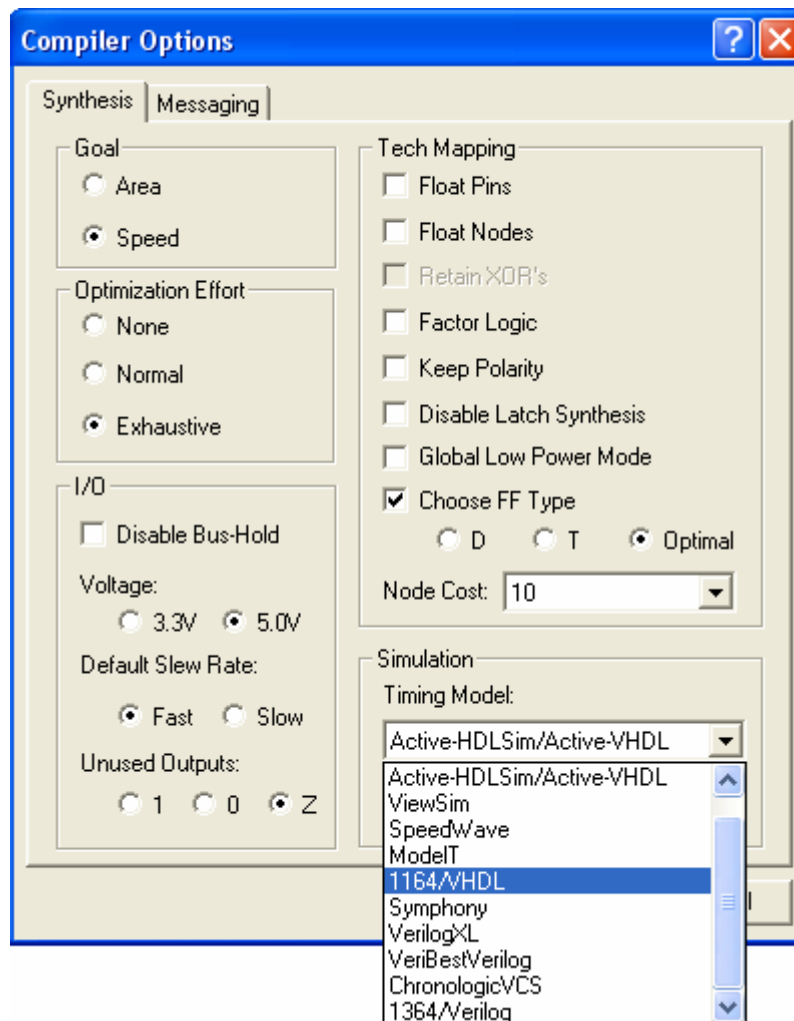 Compiler Options
Synthesis
Messaging
Goal
Area
Speed
Optimization Effort
None
Normal
Exhaustive
I/O
Disable Bus-Hold
Voltage:
3.3V
5.0V
Default Slew Rate:
Fast
Slow
Unused Outputs:
1
0
Z
Tech Mapping
Float Pins
Float Nodes
Retain XOR's
Factor Logic
Keep Polarity
Disable Latch Synthesis
Global Low Power Mode
Choose FF Type
D
T
Optimal
Node Cost:
10
Simulation
Timing Model:
Active-HDLSim/Active-VHDL
Active-HDLSim/Active-VHDL
ViewSim
SpeedWave
ModelT
1164/VHDL
Symphony
VerilogXL
VeriBestVerilog
ChronologicVCS
1364/Verilog